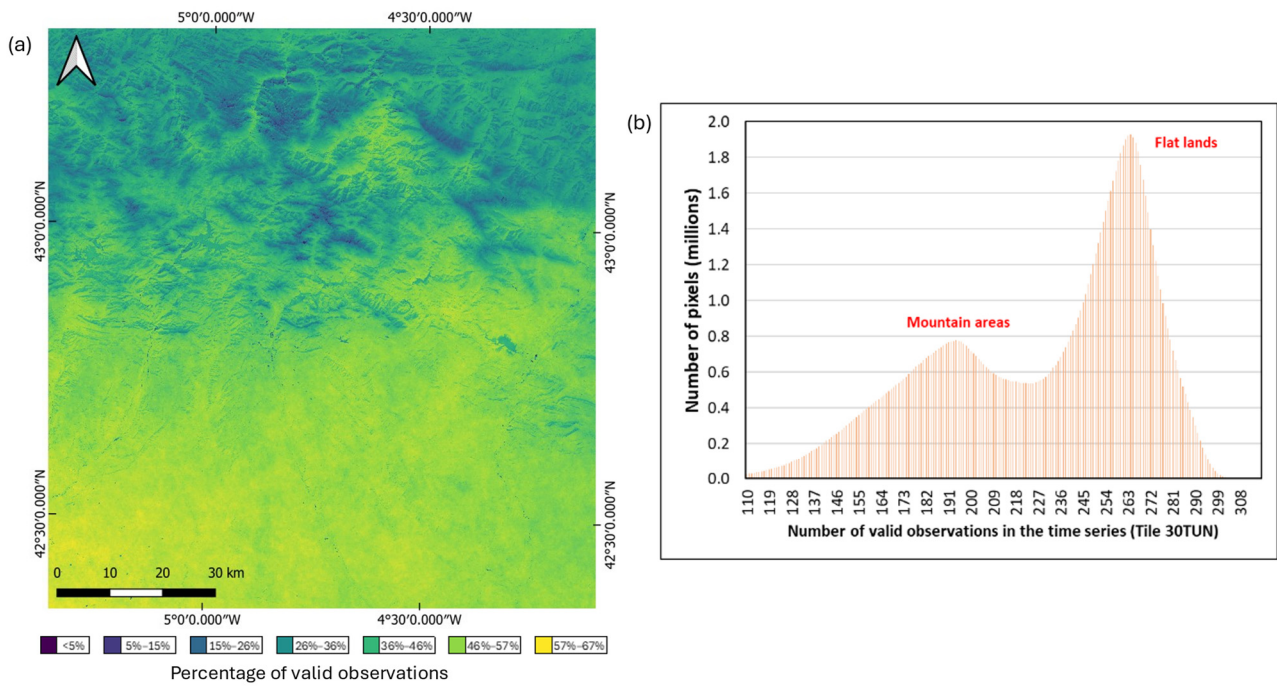 (a)
5°0′0.000″W
4°30′0.000″W
43°0′0.000″N
43°0′0.000″N
42°30′0.000″N
42°30′0.000″N
0 10 20 30 km
5°0′0.000″W
4°30′0.000″W
<5%
5%–15%
15%–26%
26%–36%
36%–46%
46%–57%
57%–67%
Percentage of valid observations
(b)
Number of pixels (millions)
2.0
1.8
1.6
1.4
1.2
1.0
0.8
0.6
0.4
0.2
0.0
Flat lands
Mountain areas
110 119 128 137 146 155 164 173 182 191 200 209 218 227 236 245 254 263 272 281 290 299 308
Number of valid observations in the time series (Tile 30TUN)